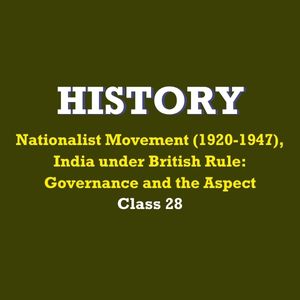 HISTORY
Nationalist Movement (1920-1947),
India under British Rule:
Governance and the Aspect
Class 28